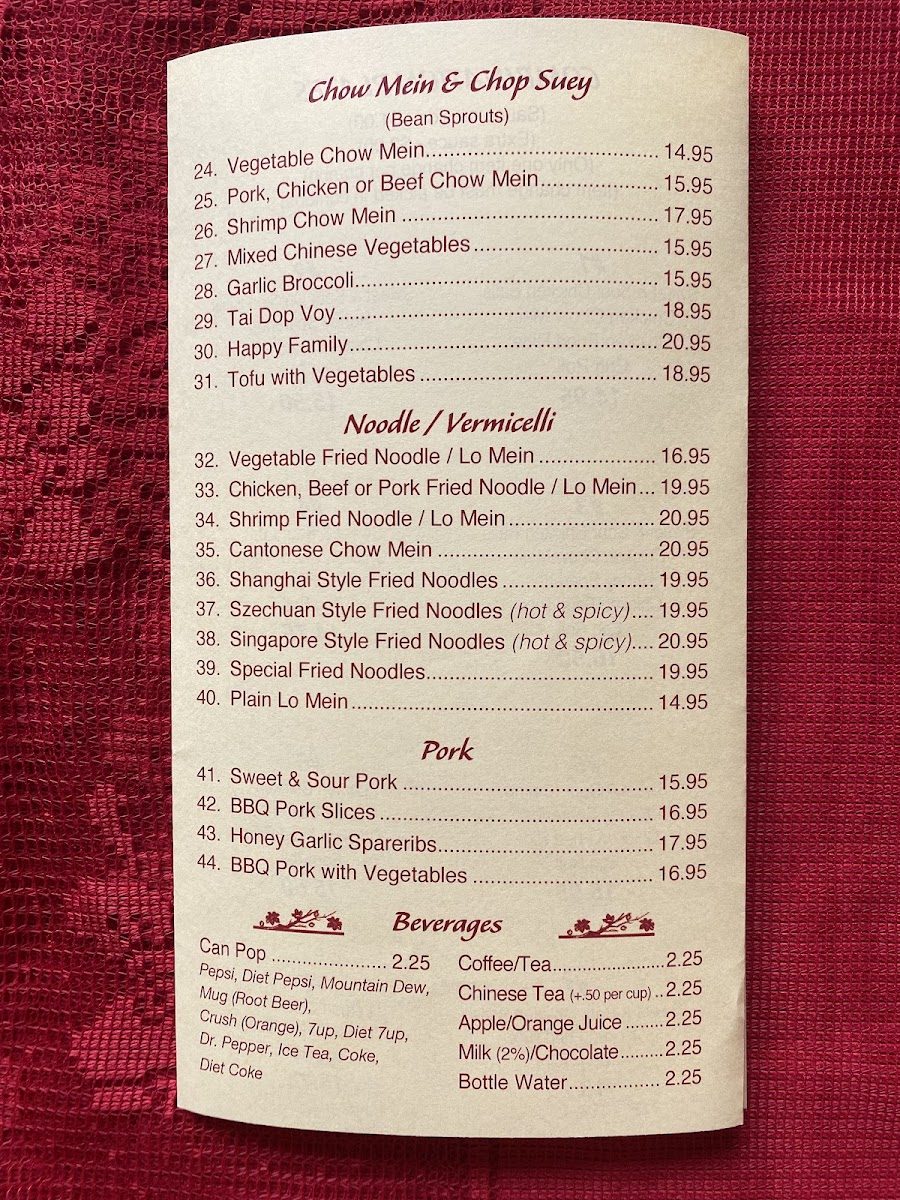 Chow Mein & Chop Suey
(Bean Sprouts)
24. Vegetable Chow Mein.................................... 14.95
25. Pork, Chicken or Beef Chow Mein................... 15.95
26. Shrimp Chow Mein ........................................ 17.95
27. Mixed Chinese Vegetables ............................. 15.95
28. Garlic Broccoli................................................ 15.95
29. Tai Dop Voy .................................................. 18.95
30. Happy Family................................................. 20.95
31. Tofu with Vegetables ..................................... 18.95
Noodle / Vermicelli
32. Vegetable Fried Noodle / Lo Mein ................... 16.95
33. Chicken, Beef or Pork Fried Noodle / Lo Mein... 19.95
34. Shrimp Fried Noodle / Lo Mein ....................... 20.95
35. Cantonese Chow Mein .................................. 20.95
36. Shanghai Style Fried Noodles ........................ 19.95
37. Szechuan Style Fried Noodles (hot & spicy).... 19.95
38. Singapore Style Fried Noodles (hot & spicy).... 20.95
39. Special Fried Noodles.................................... 19.95
40. Plain Lo Mein ............................................... 14.95
Pork
41. Sweet & Sour Pork ....................................... 15.95
42. BBQ Pork Slices ........................................... 16.95
43. Honey Garlic Spareribs.................................. 17.95
44. BBQ Pork with Vegetables ............................ 16.95
Beverages
Can Pop ...................... 2.25
Pepsi, Diet Pepsi, Mountain Dew,
Mug (Root Beer),
Crush (Orange), 7up, Diet 7up,
Dr. Pepper, Ice Tea, Coke,
Diet Coke
Coffee/Tea.......................2.25
Chinese Tea (+.50 per cup) ..2.25
Apple/Orange Juice ........2.25
Milk (2%)/Chocolate.........2.25
Bottle Water................... 2.25